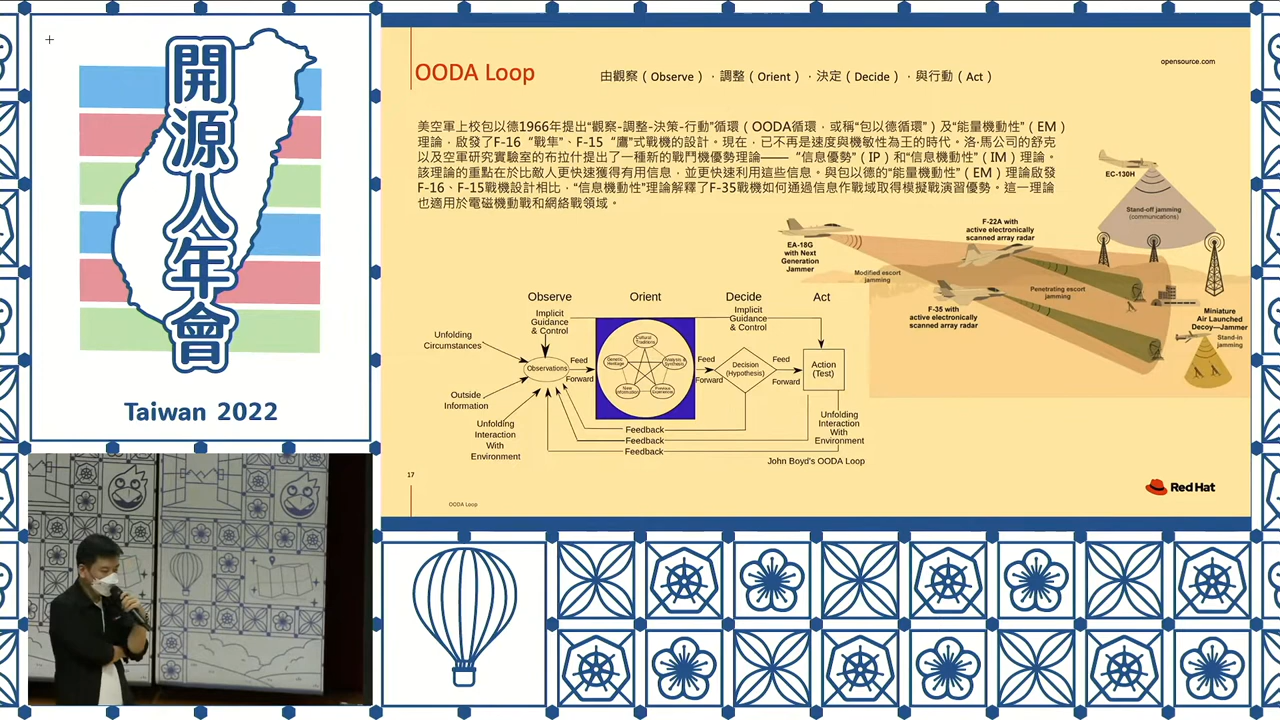 開源人年會
Taiwan 2022
OODA Loop
由觀察（Observe），調整（Orient），決定（Decide），與行動（Act）
opensource.com
美空軍上校包以德1966年提出“觀察-調整-決策-行動”循環（OODA循環，或稱“包以德循環”）及“能量機動性”（EM）
理論，啟發了F-16“戰隼”、F-15“鷹”式戰機的設計。現在，已不再是速度與機敏性為王的時代。洛·馬公司的舒克
以及空軍研究實驗室的布拉什提出了一種新的戰鬥機優勢理論——“信息優勢”（IP）和“信息機動性”（IM）理論。
該理論的重點在於比敵人更快速獲得有用信息，並更快速利用這些信息。與包以德的“能量機動性”（EM）理論啟發
F-16、F-15戰機設計相比，“信息機動性”理論解釋了F-35戰機如何通過信息作戰域取得模擬戰演習優勢。這一理論
也適用於電磁機動戰和網絡戰領域。
EC-130H
Stand-off jamming
(communications)
F-22A with
active electronically
scanned array radar
EA-18G
with Next
Generation
Jammer
Modified escort
jamming
Penetrating escort
jamming
F-35 with
active electronically
scanned array radar
Miniature
Air Launched
Decoy—Jammer
Stand-in
jamming
Observe
Orient
Decide
Act
Implicit
Guidance
& Control
Implicit
Guidance
& Control
Unfolding
Circumstances
Observations
Feed
Forward
Cultural
Traditions
Genetic
Heritage
Analysis &
Synthesis
New
Information
Previous
Experience
Feed
Forward
Decision
(Hypothesis)
Feed
Forward
Action
(Test)
Outside
Information
Unfolding
Interaction
With
Environment
Feedback
Feedback
Feedback
Unfolding
Interaction
With
Environment
John Boyd's OODA Loop
17
OODA Loop
Red Hat